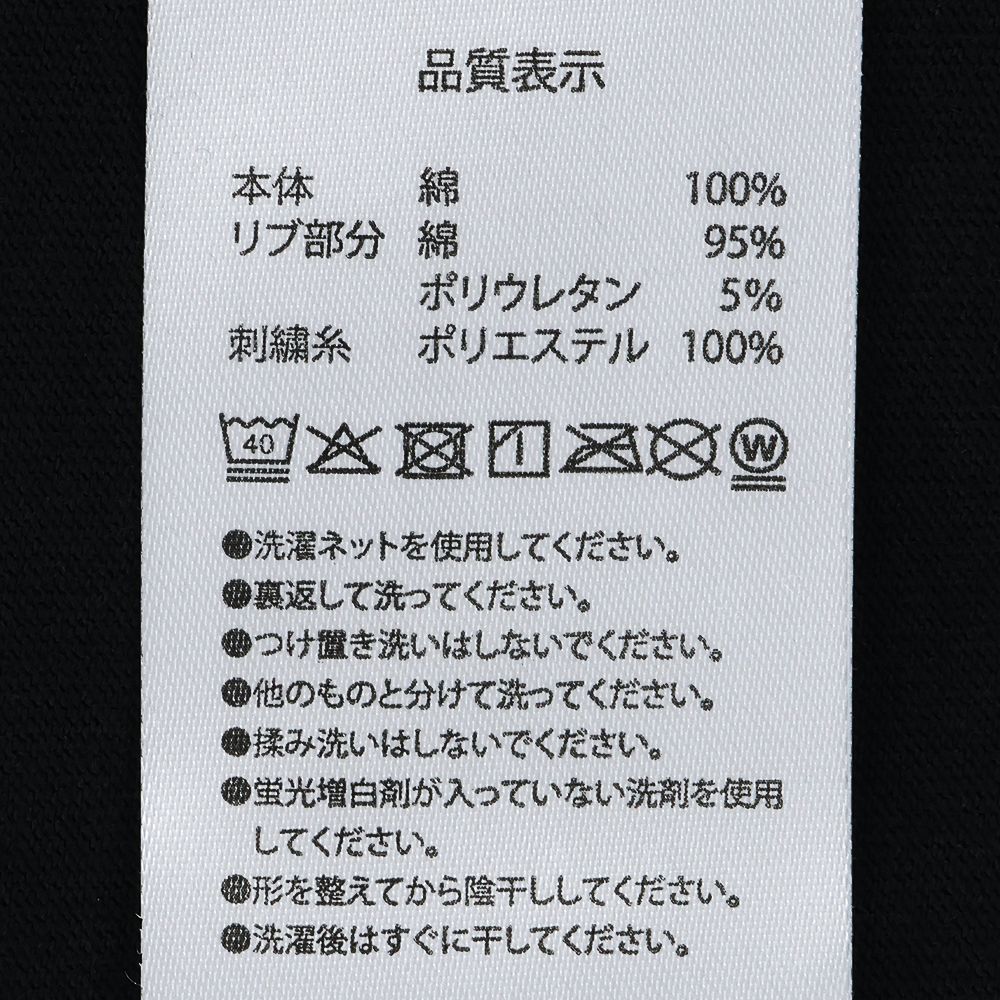 品質表示
本体 綿 100%
リブ部分 綿 95%
ポリウレタン 5%
刺繍糸 ポリエステル 100%
40 W
●洗濯ネットを使用してください。
●裏返して洗ってください。
●つけ置き洗いはしないでください。
●他のものと分けて洗ってください。
●揉み洗いはしないでください。
●蛍光増白剤が入っていない洗剤を使用
してください。
●形を整えてから陰干ししてください。
●洗濯後はすぐに干してください。